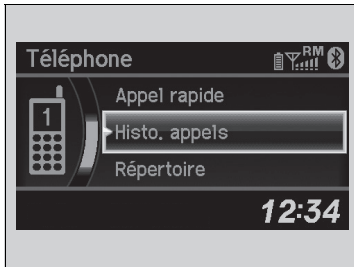 Téléphone
RM
Appel rapide
1
Histo. appels
Répertoire
12:34